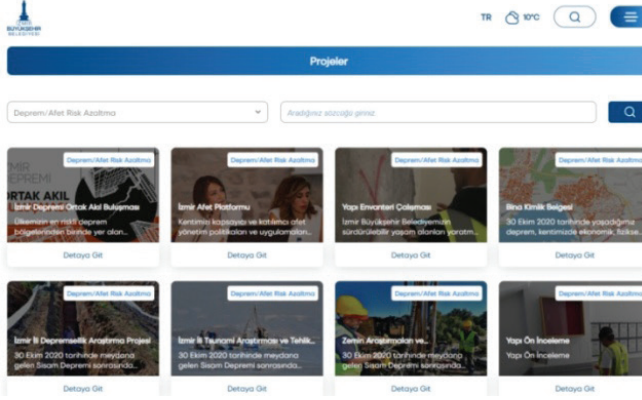 BÜYÜKŞEHİR
BELEDİYESİ
TR
10°C
Projeler
Deprem/Afet Risk Azaltma
Aradığınız sözcüğü giriniz.
Deprem/Afet Risk Azaltma
İzmir Depremi Ortak Akıl Buluşması
Ülkemizin en riskli deprem
bölgelerinden birinde yer alan...
Detaya Git
Deprem/Afet Risk Azaltma
İzmir Afet Platformu
Kentimizi kapsayıcı ve katılımcı afet
yönetim politikaları ve uygulamaları...
Detaya Git
Deprem/Afet Risk Azaltma
Yapı Envanteri Çalışması
İzmir Büyükşehir Belediyemizin
sürdürülebilir yaşam alanları yaratm...
Detaya Git
Deprem/Afet Risk Azaltma
Bina Kimlik Belgesi
30 Ekim 2020 tarihinde yaşadığımız
deprem, kentimizde ekonomik, fizikse...
Detaya Git
Deprem/Afet Risk Azaltma
İzmir İli Depremsellik Araştırma Projesi
30 Ekim 2020 tarihinde meydana
gelen Sisam Depremi sonrasında...
Detaya Git
Deprem/Afet Risk Azaltma
İzmir İli Tsunami Araştırması ve Tehlik...
30 Ekim 2020 tarihinde meydana
gelen Sisam Depremi sonrasında...
Detaya Git
Deprem/Afet Risk Azaltma
Zemin Araştırmaları ve...
30 Ekim 2020 tarihinde meydana
gelen Sisam Depremi sonrasında...
Detaya Git
Deprem/Afet Risk Azaltma
Yapı Ön İnceleme
Yapı Ön İnceleme
Detaya Git